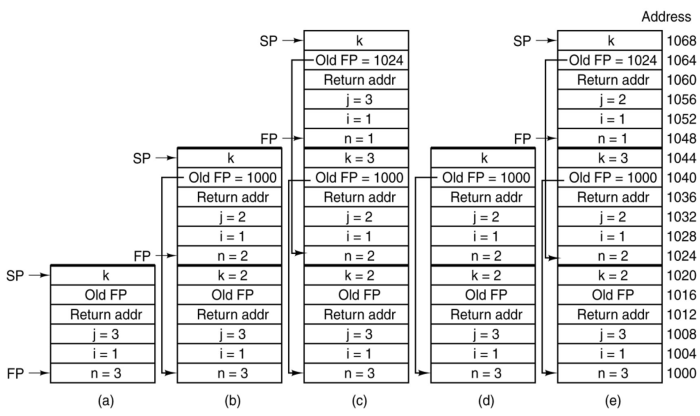 Address
SP k SP k 1068
Old FP = 1024 Old FP = 1024 1064
Return addr Return addr 1060
j = 3 j = 2 1056
i = 1 i = 1 1052
FP n = 1 FP n = 1 1048
SP k k = 3 k k = 3 1044
Old FP = 1000 Old FP = 1000 Old FP = 1000 Old FP = 1000 1040
Return addr Return addr Return addr Return addr 1036
j = 2 j = 2 j = 2 j = 2 1032
i = 1 i = 1 i = 1 i = 1 1028
FP n = 2 n = 2 n = 2 n = 2 1024
SP k k = 2 k = 2 k = 2 k = 2 1020
Old FP Old FP Old FP Old FP Old FP 1016
Return addr Return addr Return addr Return addr Return addr 1012
j = 3 j = 3 j = 3 j = 3 j = 3 1008
i = 1 i = 1 i = 1 i = 1 i = 1 1004
FP n = 3 n = 3 n = 3 n = 3 n = 3 1000
(a) (b) (c) (d) (e)